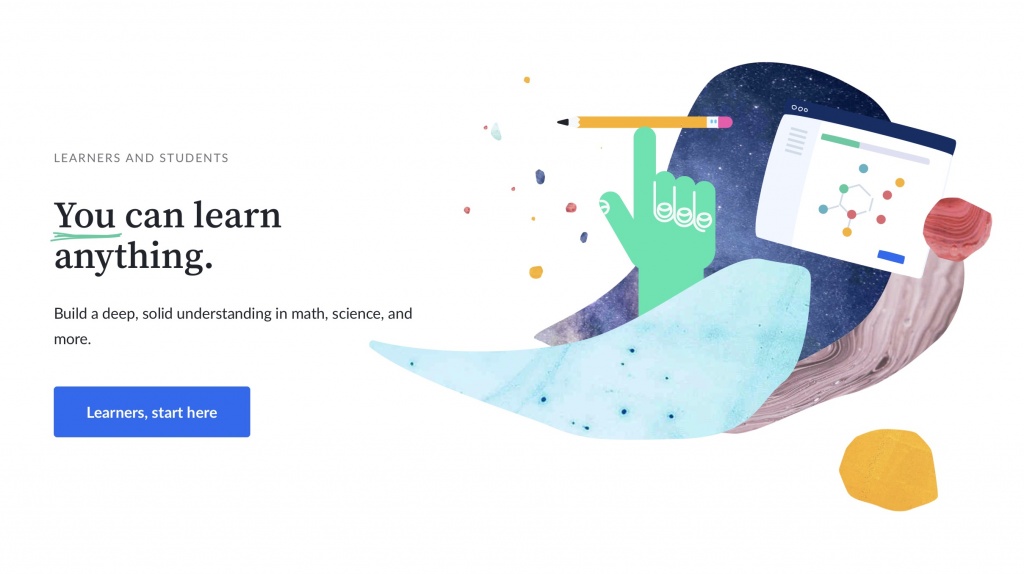 LEARNERS AND STUDENTS
You can learn
anything.
Build a deep, solid understanding in math, science, and
more.
Learners, start here